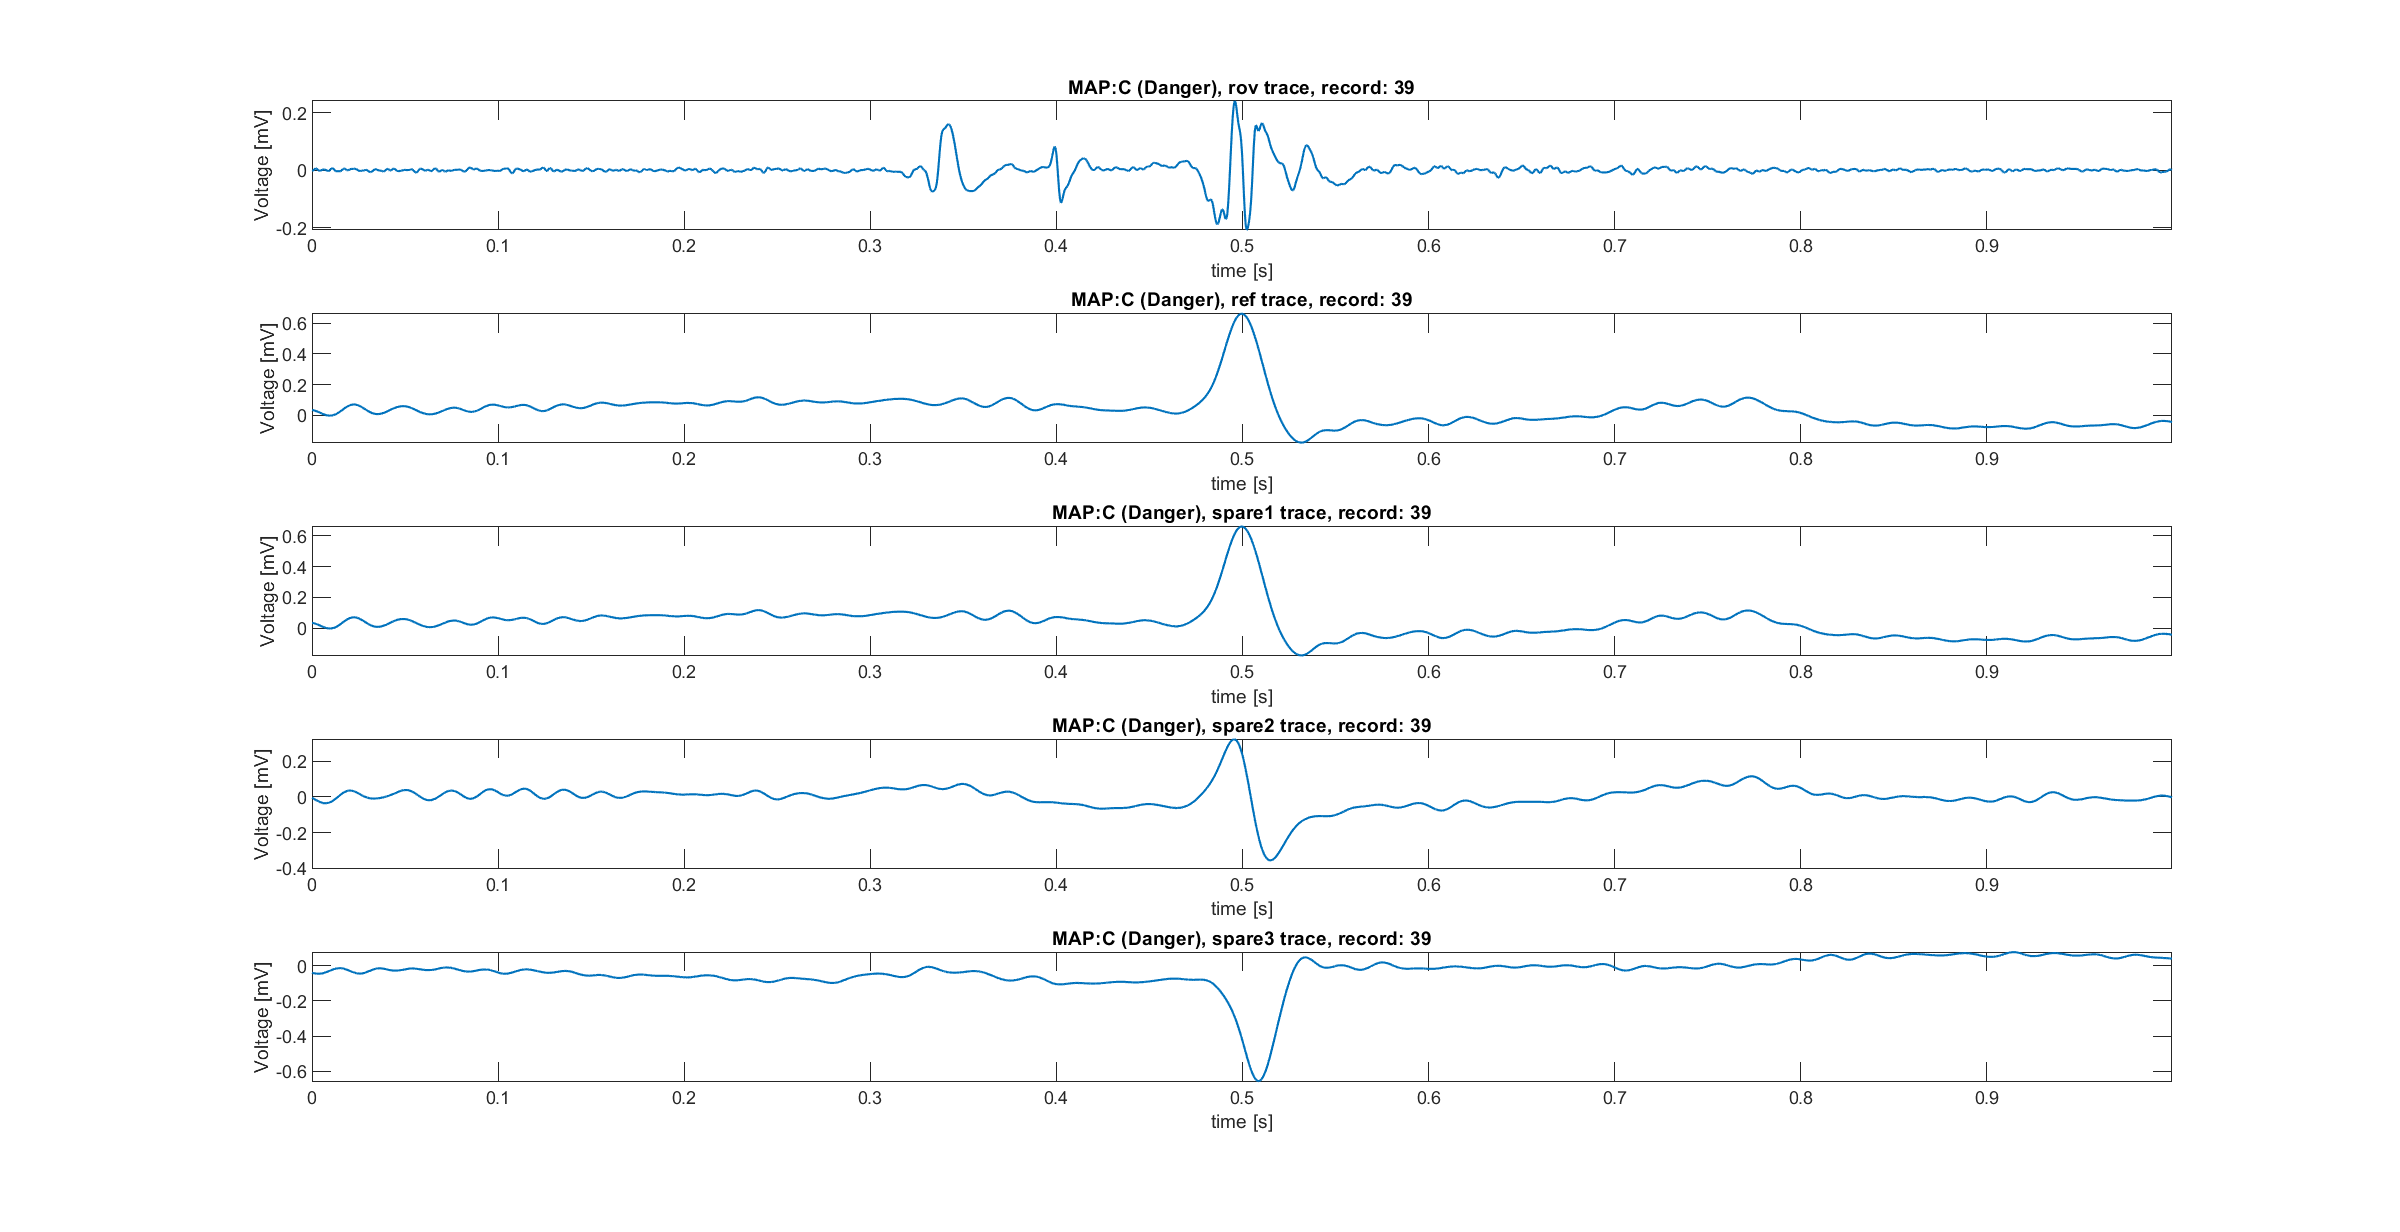 MAP:C (Danger), rov trace, record: 39
Voltage [mV]
0.2
0
-0.2
0 0.1 0.2 0.3 0.4 0.5 0.6 0.7 0.8 0.9
time [s]
MAP:C (Danger), ref trace, record: 39
Voltage [mV]
0.6
0.4
0.2
0
0 0.1 0.2 0.3 0.4 0.5 0.6 0.7 0.8 0.9
time [s]
MAP:C (Danger), spare1 trace, record: 39
Voltage [mV]
0.6
0.4
0.2
0
0 0.1 0.2 0.3 0.4 0.5 0.6 0.7 0.8 0.9
time [s]
MAP:C (Danger), spare2 trace, record: 39
Voltage [mV]
0.2
0
-0.2
-0.4
0 0.1 0.2 0.3 0.4 0.5 0.6 0.7 0.8 0.9
time [s]
MAP:C (Danger), spare3 trace, record: 39
Voltage [mV]
0
-0.2
-0.4
-0.6
0 0.1 0.2 0.3 0.4 0.5 0.6 0.7 0.8 0.9
time [s]